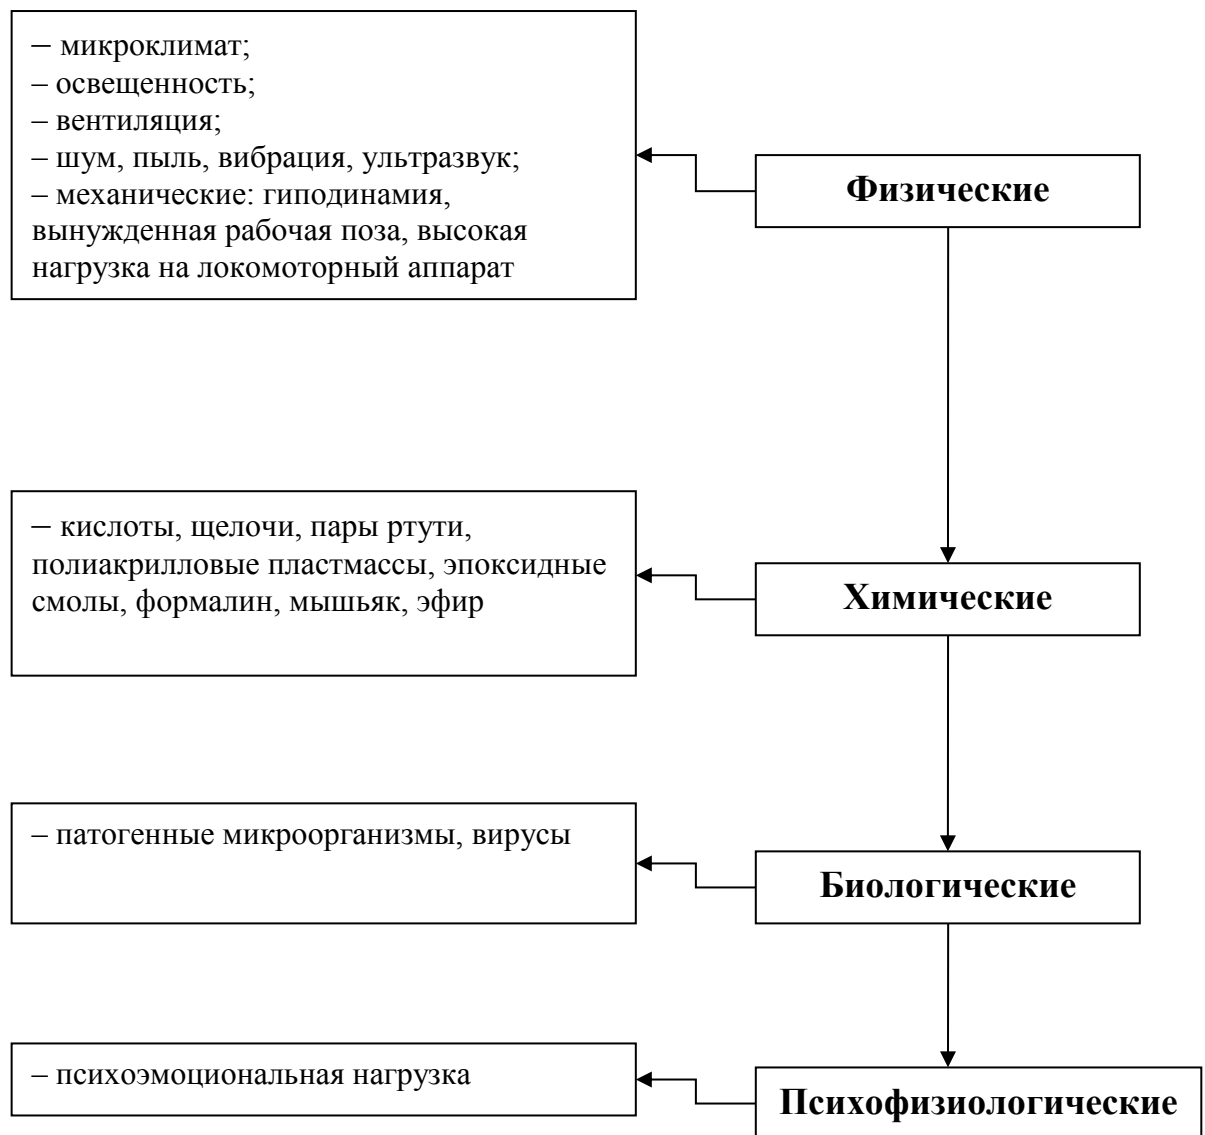 – микроклимат;
– освещенность;
– вентиляция;
– шум, пыль, вибрация, ультразвук;
– механические: гиподинамия,
вынужденная рабочая поза, высокая
нагрузка на локомоторный аппарат
Физические
– кислоты, щелочи, пары ртути,
полиакрилловые пластмассы, эпоксидные
смолы, формалин, мышьяк, эфир
Химические
– патогенные микроорганизмы, вирусы
Биологические
– психоэмоциональная нагрузка
Психофизиологические